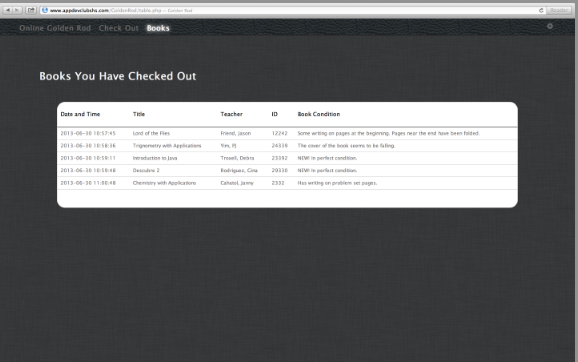 www.appdevclubshs.com/GoldenRod/table.php — Golden Rod
Reader
Online Golden Rod Check Out Books
Books You Have Checked Out
Date and Time Title Teacher ID Book Condition
2013-06-30 10:57:45 Lord of the Flies Friend, Jason 12242 Some writing on pages at the beginning. Pages near the end have been folded.
2013-06-30 10:58:36 Trigonometry with Applications Yim, PJ 24339 The cover of the book seems to be falling.
2013-06-30 10:59:11 Introduction to Java Troxell, Debra 23392 NEW! In perfect condition.
2013-06-30 10:59:48 Descubre 2 Rodriguez, Gina 29330 NEW! In perfect condition.
2013-06-30 11:00:48 Chemistry with Applications Janny 2332 Has writing on problem set pages.